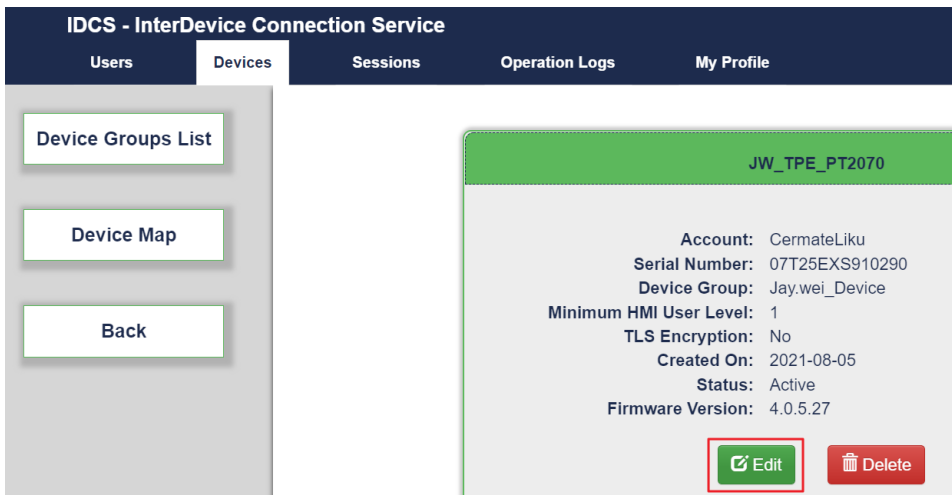 IDCS - InterDevice Connection Service
Users Devices Sessions Operation Logs My Profile
Device Groups List
Device Map
Back
JW_TPE_PT2070
Account: CermateLiku
Serial Number: 07T25EXS910290
Device Group: Jay.wei_Device
Minimum HMI User Level: 1
TLS Encryption: No
Created On: 2021-08-05
Status: Active
Firmware Version: 4.0.5.27
Edit Delete